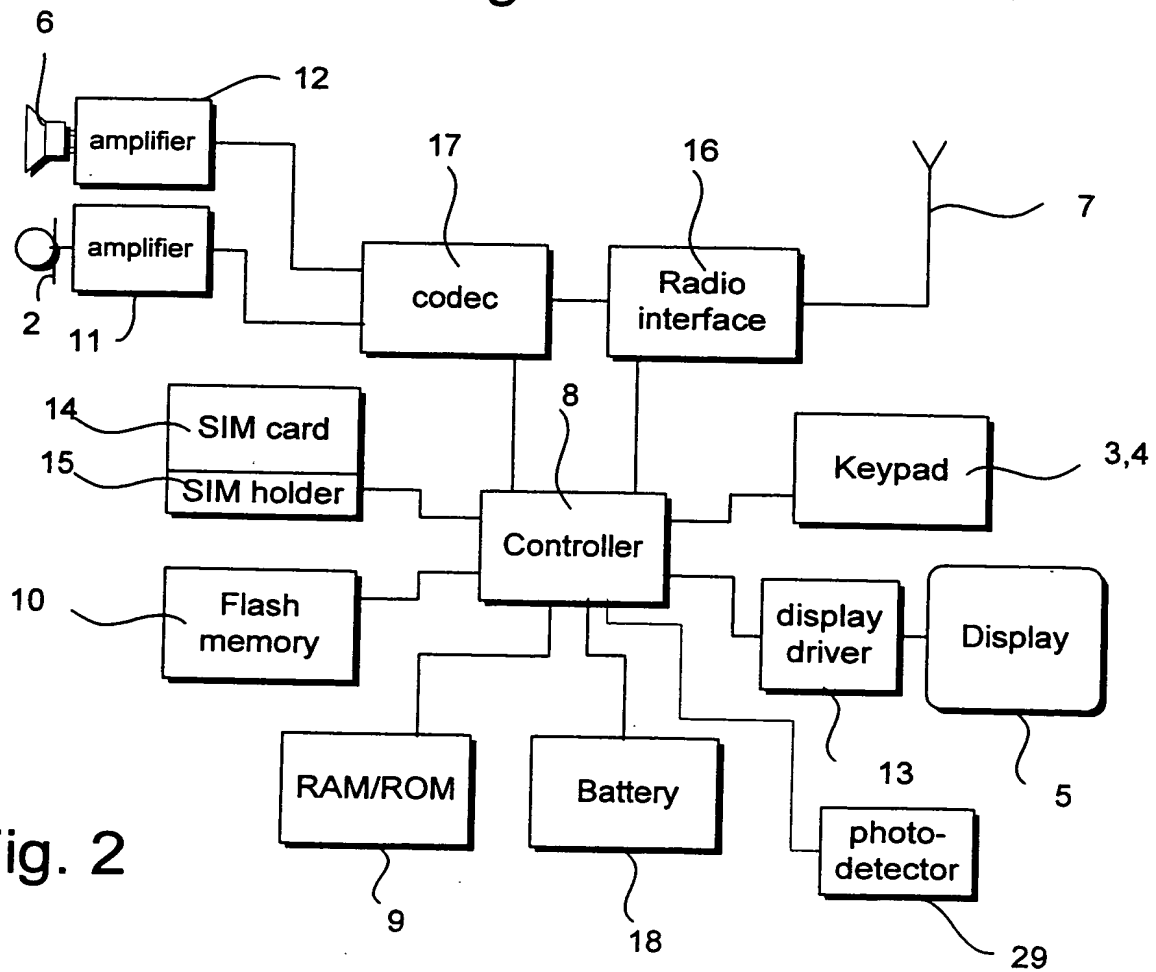 6
12
amplifier
17
16
7
amplifier
codec
Radio
interface
2
11
14
SIM card
8
15
SIM holder
Keypad
3,4
Controller
10
Flash
memory
display
driver
Display
RAM/ROM
Battery
13
5
ig. 2
photo-
detector
9
18
29